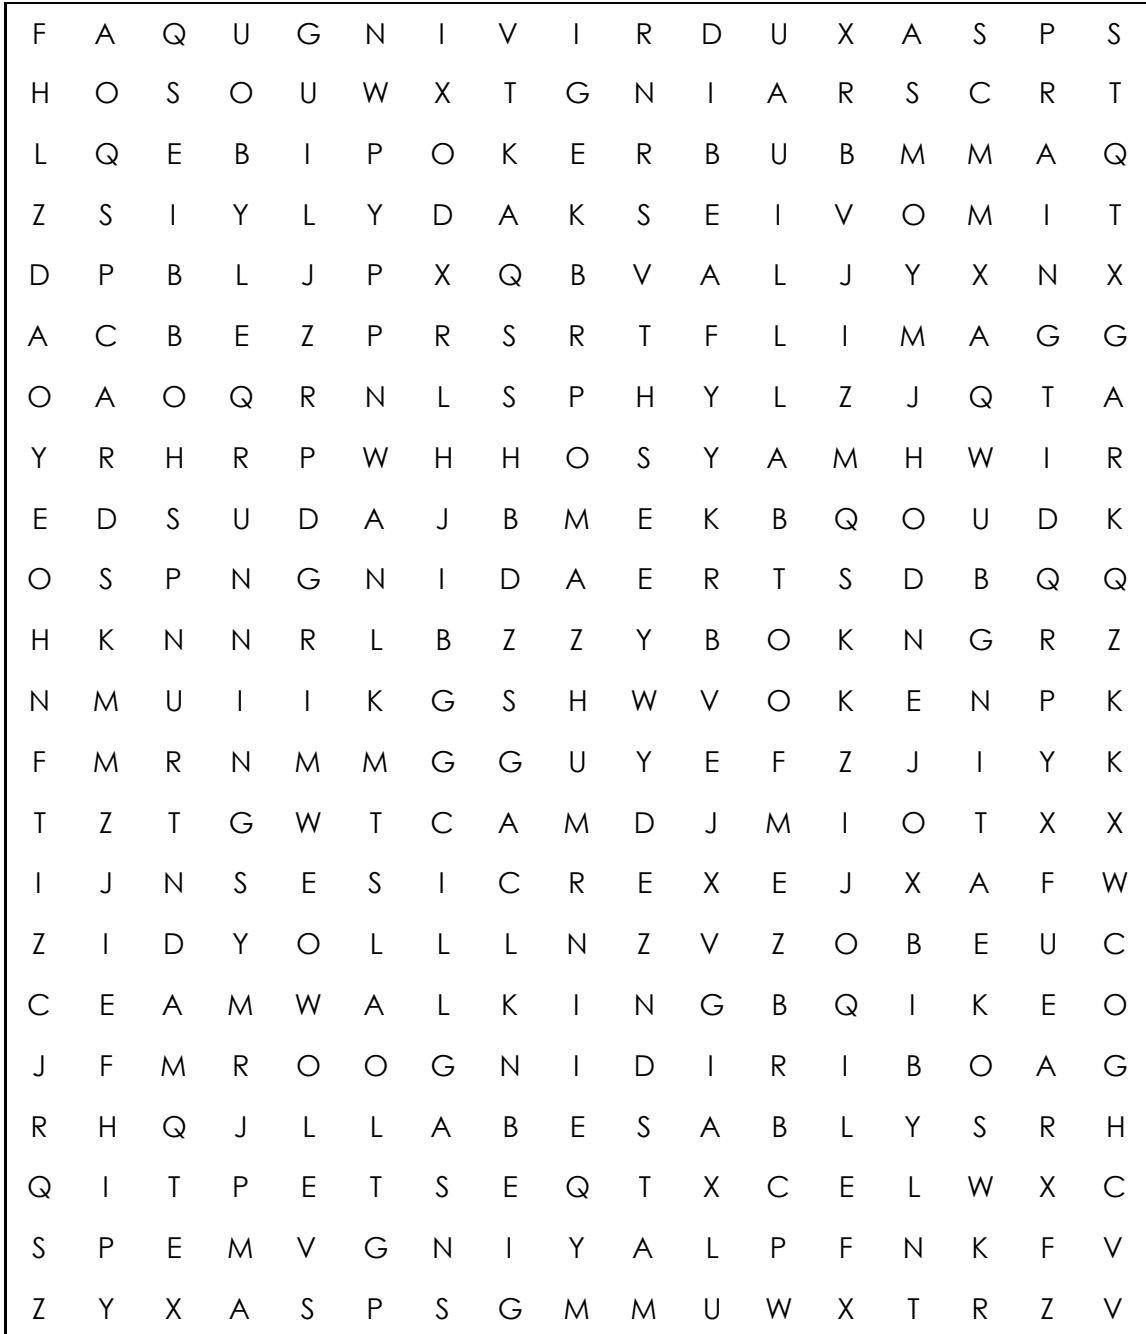 F A Q U G N I V I R D U X A S P S
H O S O U W X T G N I A R S C R T
L Q E B I P O K E R B U B M M A Q
Z S I Y L Y D A K S E I V O M I T
D P B L J P X Q B V A L J Y X N X
A C B E Z P R S R T F L I M A G G
O A O Q R N L S P H Y L Z J Q T A
Y R H R P W H H O S Y A M H W I R
E D S U D A J B M E K B Q O U D K
O S P N G N I D A E R T S D B Q Q
H K N N R L B Z Z Y B O K N G R Z
N M U I I K G S H W V O K E N P K
F M R N M M G G U Y E F Z J I Y K
T Z T G W T C A M D J M I O T X X
I J N S E S I C R E X E J X A F W
Z I D Y O L L L N Z V Z O B E U C
C E A M W A L K I N G B Q I K E O
J F M R O O G N I D I R I B O A G
R H Q J L L A B E S A B L Y S R H
Q I T P E T S E Q T X C E L W X C
S P E M V G N I Y A L P F N K F V
Z Y X A S P S G M M U W X T R Z V